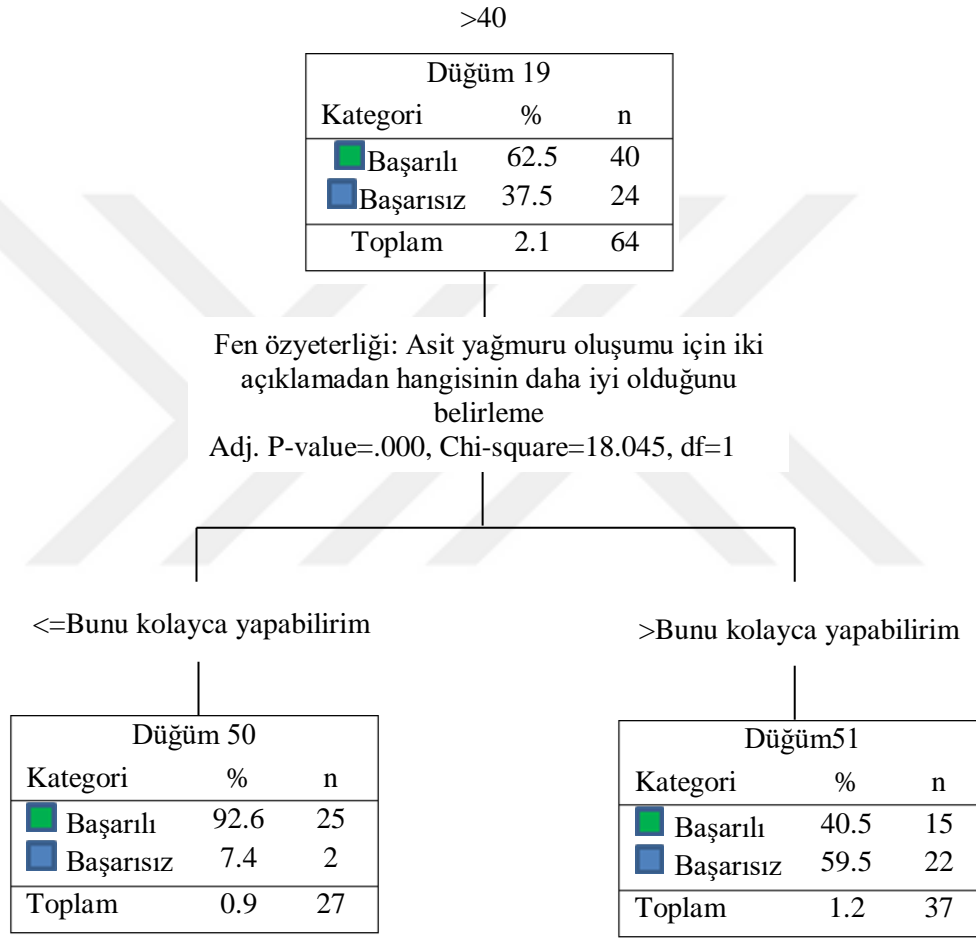 >40
Düğüm 19
Kategori % n
Başarılı 62.5 40
Başarısız 37.5 24
Toplam 2.1 64
Fen özyeterliği: Asit yağmuru oluşumu için iki
açıklamadan hangisinin daha iyi olduğunu
belirleme
Adj. P-value=.000, Chi-square=18.045, df=1
<=Bunu kolayca yapabilirim
>Bunu kolayca yapabilirim
Düğüm 50
Kategori % n
Başarılı 92.6 25
Başarısız 7.4 2
Toplam 0.9 27
Düğüm51
Kategori % n
Başarılı 40.5 15
Başarısız 59.5 22
Toplam 1.2 37